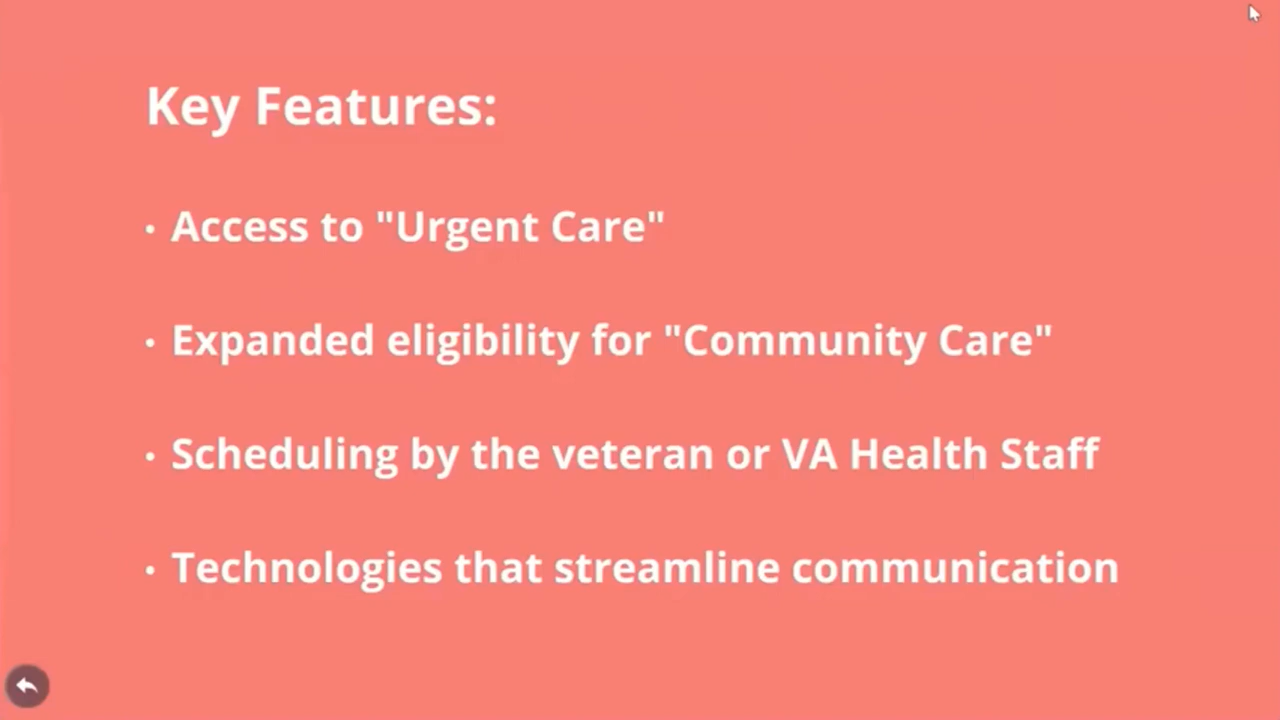 Key Features:
• Access to "Urgent Care"
• Expanded eligibility for "Community Care"
• Scheduling by the veteran or VA Health Staff
• Technologies that streamline communication